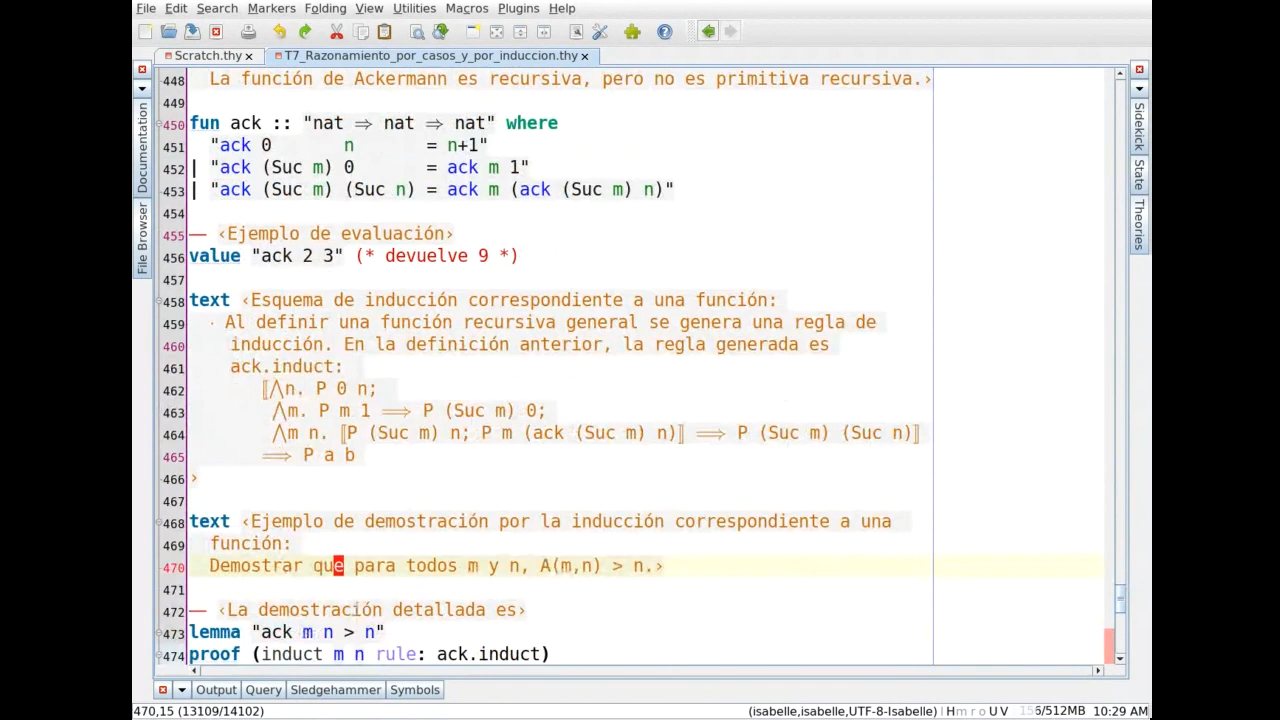 File Edit Search Markers Folding View Utilities Macros Plugins Help
Scratch.thy T7_Razonamiento_por_casos_y_por_induccion.thy
448 La función de Ackermann es recursiva, pero no es primitiva recursiva.›
449
450 fun ack :: "nat ⇒ nat ⇒ nat" where
451 "ack 0 n = n+1"
452 | "ack (Suc m) 0 = ack m 1"
453 | "ack (Suc m) (Suc n) = ack m (ack (Suc m) n)"
454
455 — ‹Ejemplo de evaluación›
456 value "ack 2 3" (* devuelve 9 *)
457
458 text ‹Esquema de inducción correspondiente a una función:
459 · Al definir una función recursiva general se genera una regla de
460 inducción. En la definición anterior, la regla generada es
461 ack.induct:
462 ⟦⋀n. P 0 n;
463 ⋀m. P m 1 ⟹ P (Suc m) 0;
464 ⋀m n. ⟦P (Suc m) n; P m (ack (Suc m) n)⟧ ⟹ P (Suc m) (Suc n)⟧
465 ⟹ P a b
466 ›
467
468 text ‹Ejemplo de demostración por la inducción correspondiente a una
469 función:
470 Demostrar que para todos m y n, A(m,n) > n.›
471
472 — ‹La demostración detallada es›
473 lemma "ack m n > n"
474 proof (induct m n rule: ack.induct)
Documentation
File Browser
Sidekick
State
Theories
Output Query Sledgehammer Symbols
470,15 (13109/14102) (isabelle,isabelle,UTF-8-Isabelle) | H m r o U V 6/512MB 10:29 AM